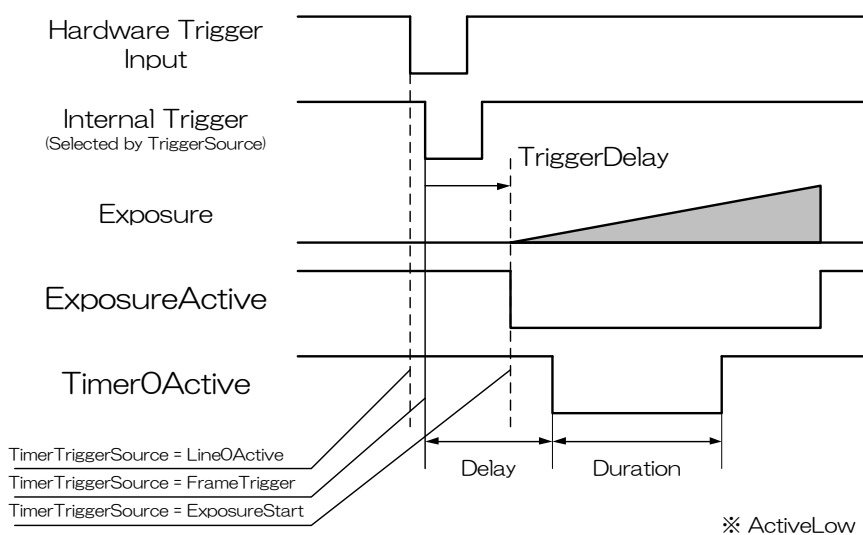 Hardware Trigger
Input
Internal Trigger
(Selected by TriggerSource)
TriggerDelay
Exposure
ExposureActive
Timer0Active
TimerTriggerSource = Line0Active
TimerTriggerSource = FrameTrigger
TimerTriggerSource = ExposureStart
Delay
Duration
※ ActiveLow